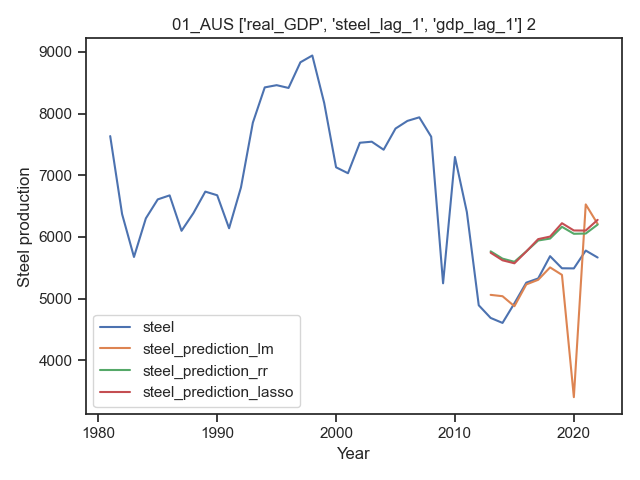 01_AUS ['real_GDP', 'steel_lag_1', 'gdp_lag_1'] 2
9000
8000
7000
6000
5000
4000
Steel production
steel
steel_prediction_lm
steel_prediction_rr
steel_prediction_lasso
1980
1990
2000
2010
2020
Year